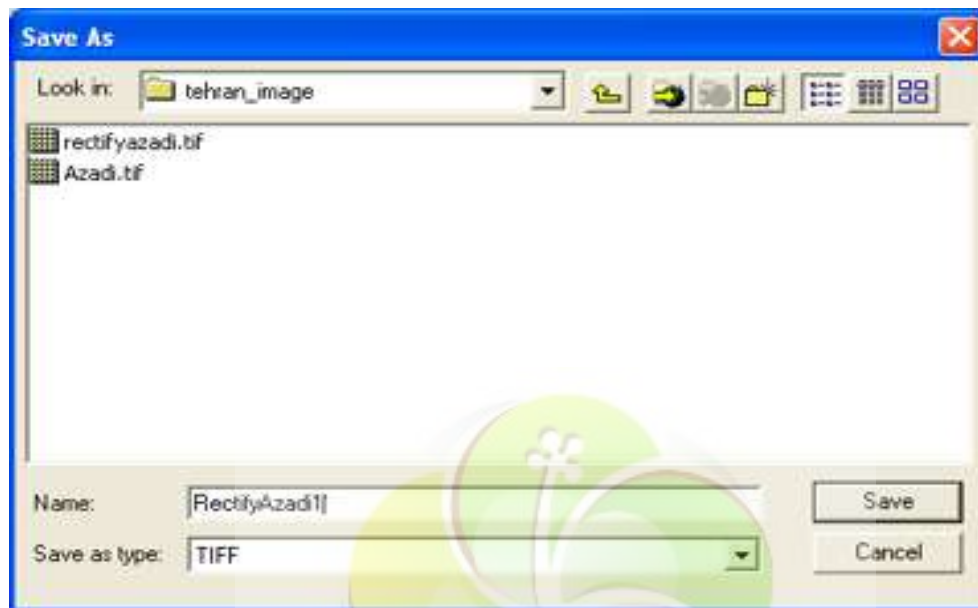 Save As
Look in: tehran_image
rectifyazadi.tif
Azadi.tif
Name: RectifyAzadi1
Save
Save as type: TIFF
Cancel